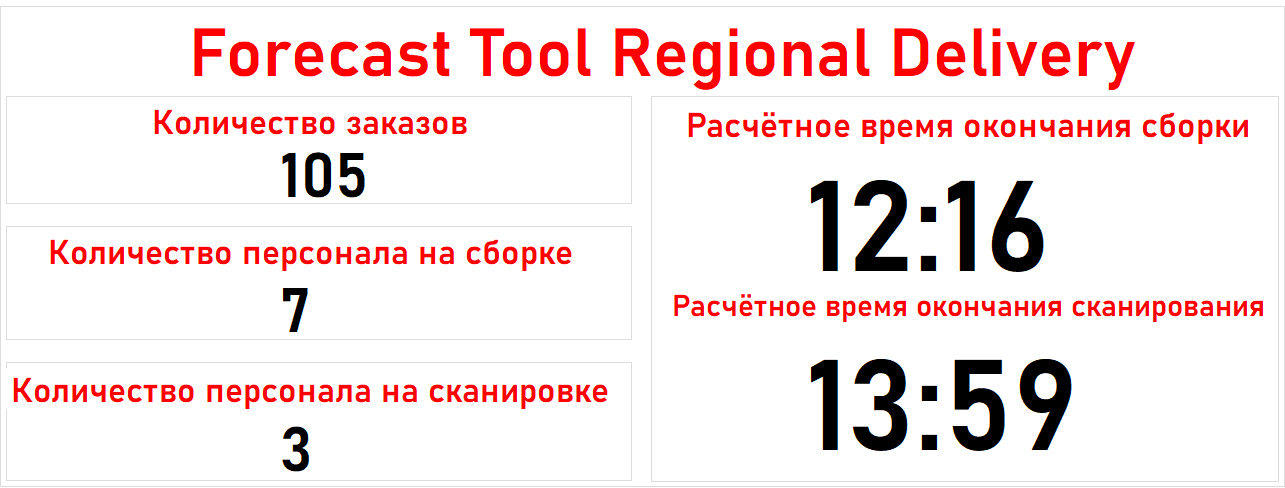 Forecast Tool Regional Delivery
Количество заказов
105
Количество персонала на сборке
7
Количество персонала на сканировке
3
Расчётное время окончания сборки
12:16
Расчётное время окончания сканирования
13:59